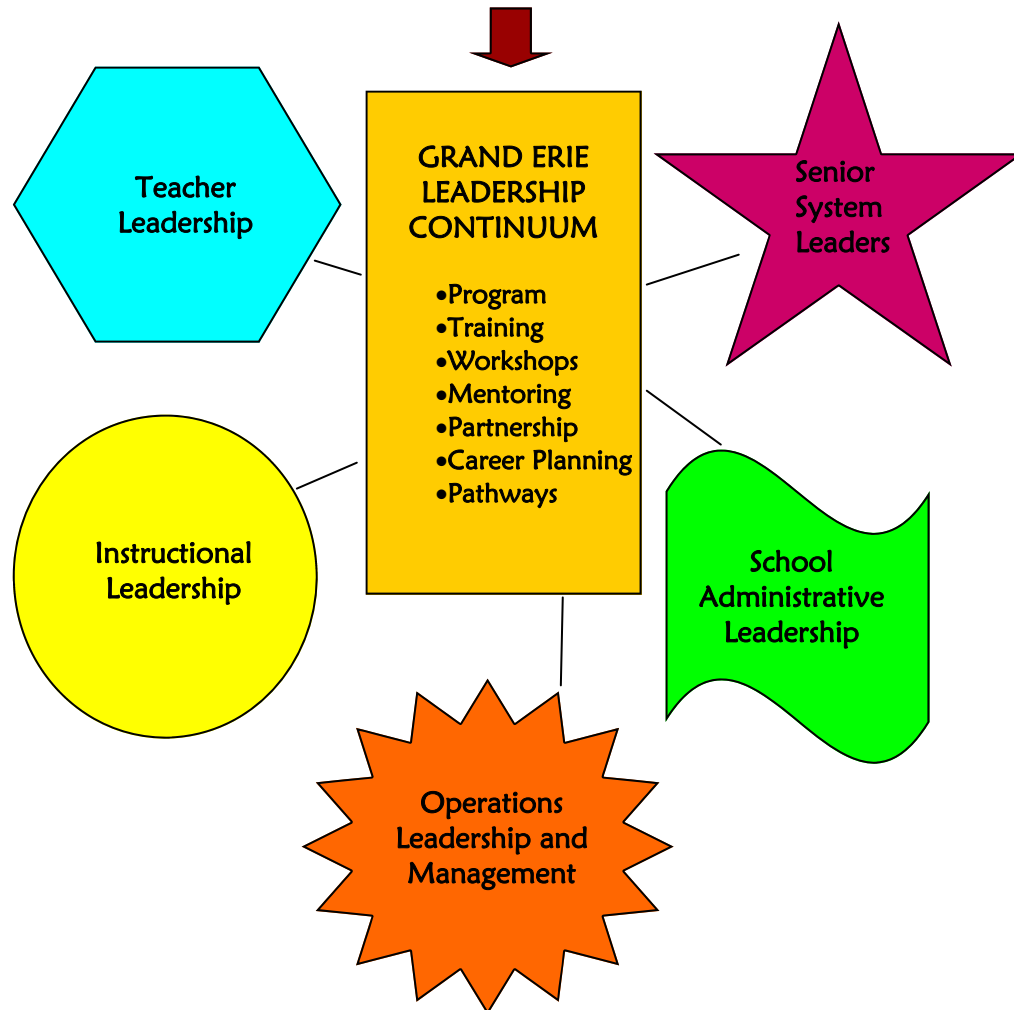 Teacher
Leadership
GRAND ERIE
LEADERSHIP
CONTINUUM
•Program
•Training
•Workshops
•Mentoring
•Partnership
•Career Planning
•Pathways
Senior
System
Leaders
Instructional
Leadership
School
Administrative
Leadership
Operations
Leadership and
Management